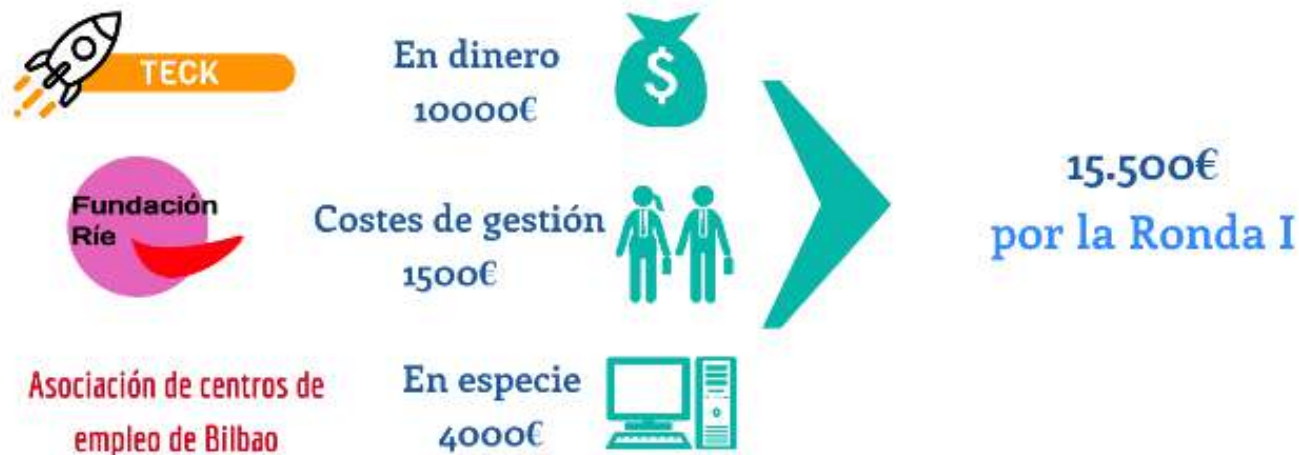 TECK
En dinero
10000€
$
Fundación
Ríe
Costes de gestión
1500€
Asociación de centros de
empleo de Bilbao
En especie
4000€
15.500€
por la Ronda I